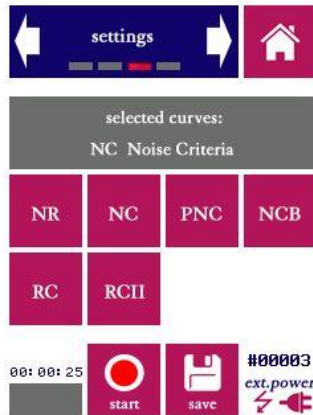 settings
selected curves:
NC Noise Criteria
NR
NC
PNC
NCB
RC
RCII
00:00:25
start
save
#00003
ext.power